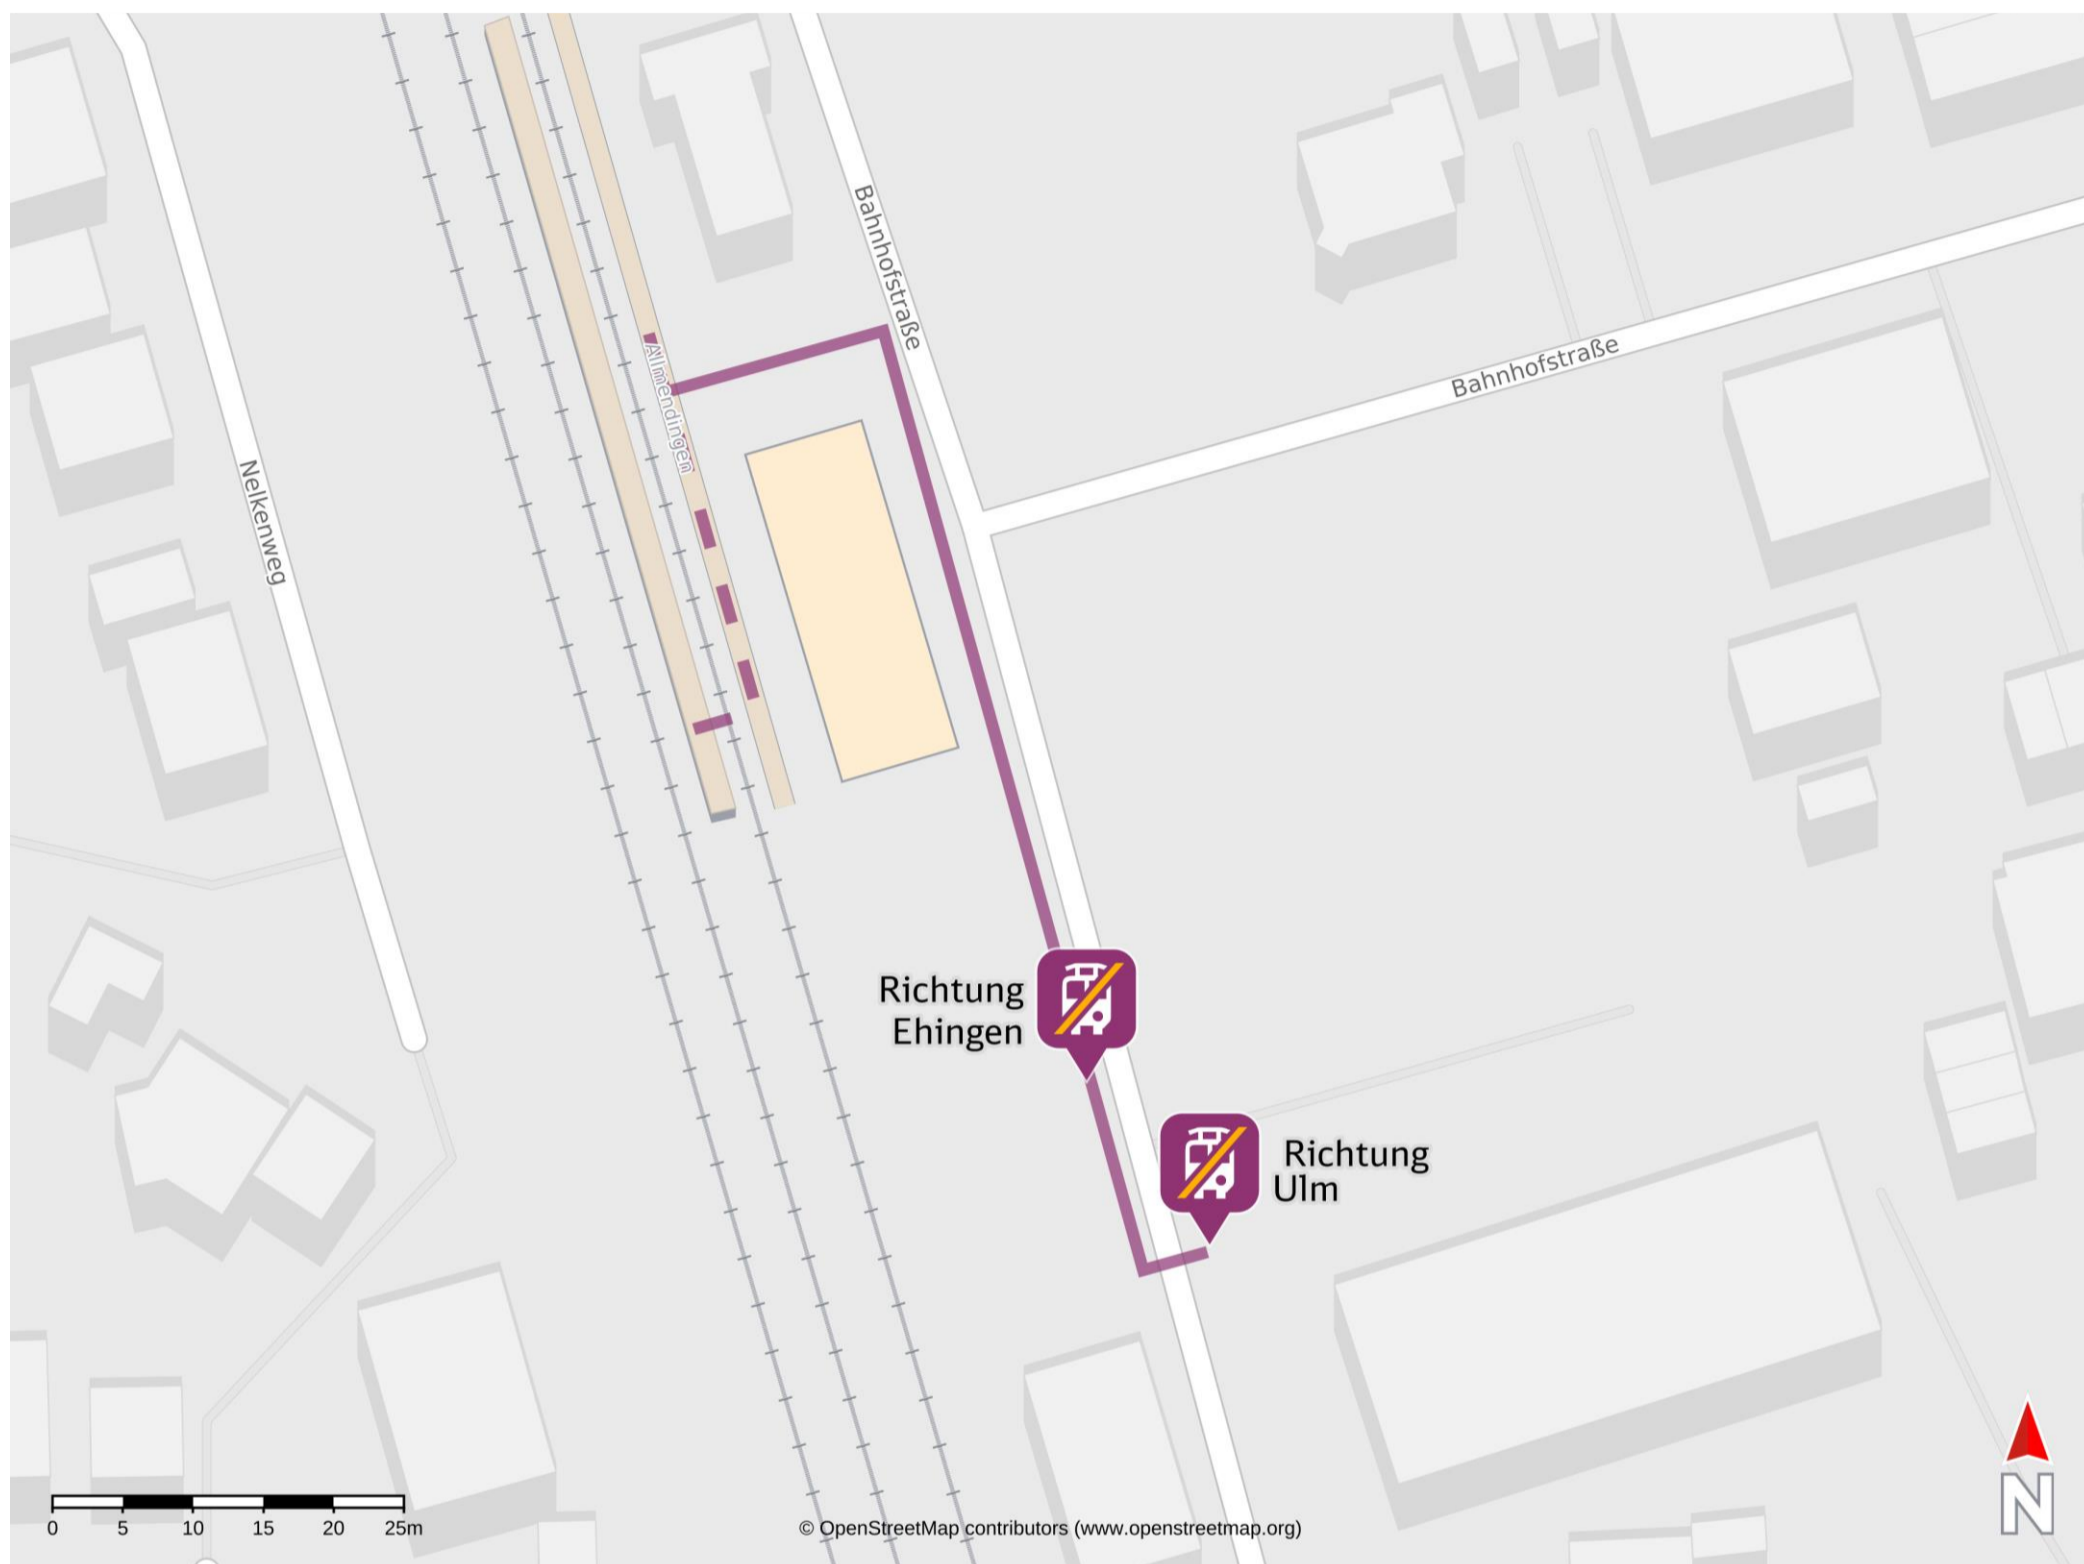 Bahnhofstraße
Allmendingen
Bahnhofstraße
Nelkenweg
Richtung
Ehingen
Richtung
Ulm
0 5 10 15 20 25m
© OpenStreetMap contributors (www.openstreetmap.org)
N